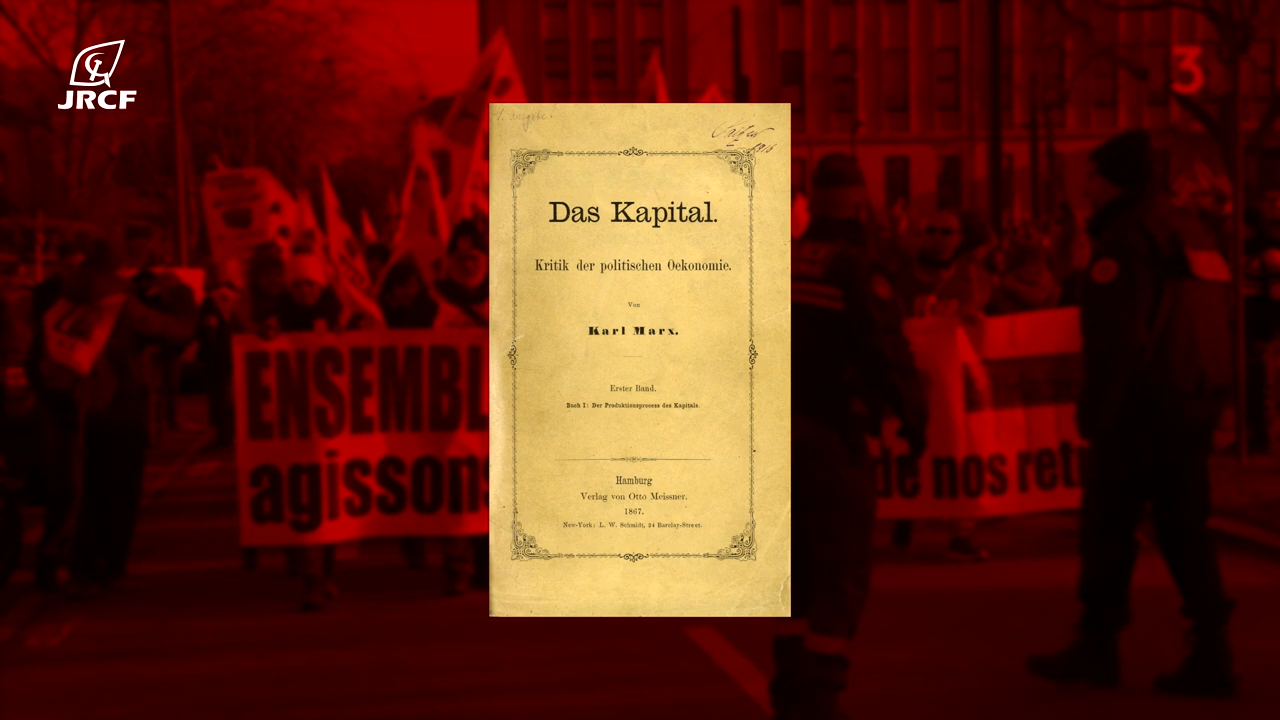 JRCF
3
Das Kapital.
Kritik der politischen Oekonomie.
Von
Karl Marx.
Erster Band.
Buch I: Der Produktionsprocess des Kapitals.
Hamburg
Verlag von Otto Meissner.
1867.
New-York: L. W. Schmidt, 24 Barclay-Street.
ENSEMBL
agissons
de nos ret